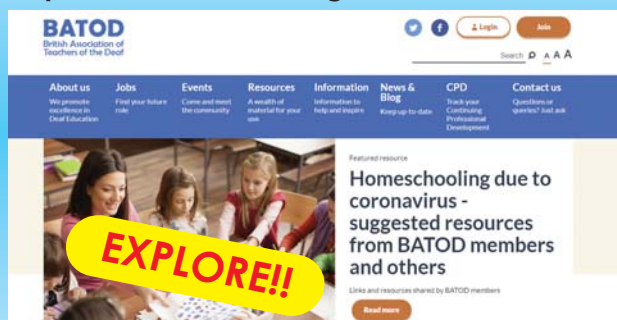 BATOD
British Association of
Teachers of the Deaf
Login
Join
Search
A A A
About us
We promote
excellence in
Deaf Education
Jobs
Find your future
role
Events
Come and meet
the community
Resources
A wealth of
material for your
use
Information
Information to
help and inspire
News &
Blog
Keep up-to-date
CPD
Track your
Continuing
Professional
Development
Contact us
Questions or
queries? Just ask
EXPLORE!!
Featured resource
Homeschooling due to
coronavirus -
suggested resources
from BATOD members
and others
Links and resources shared by BATOD members
Read more